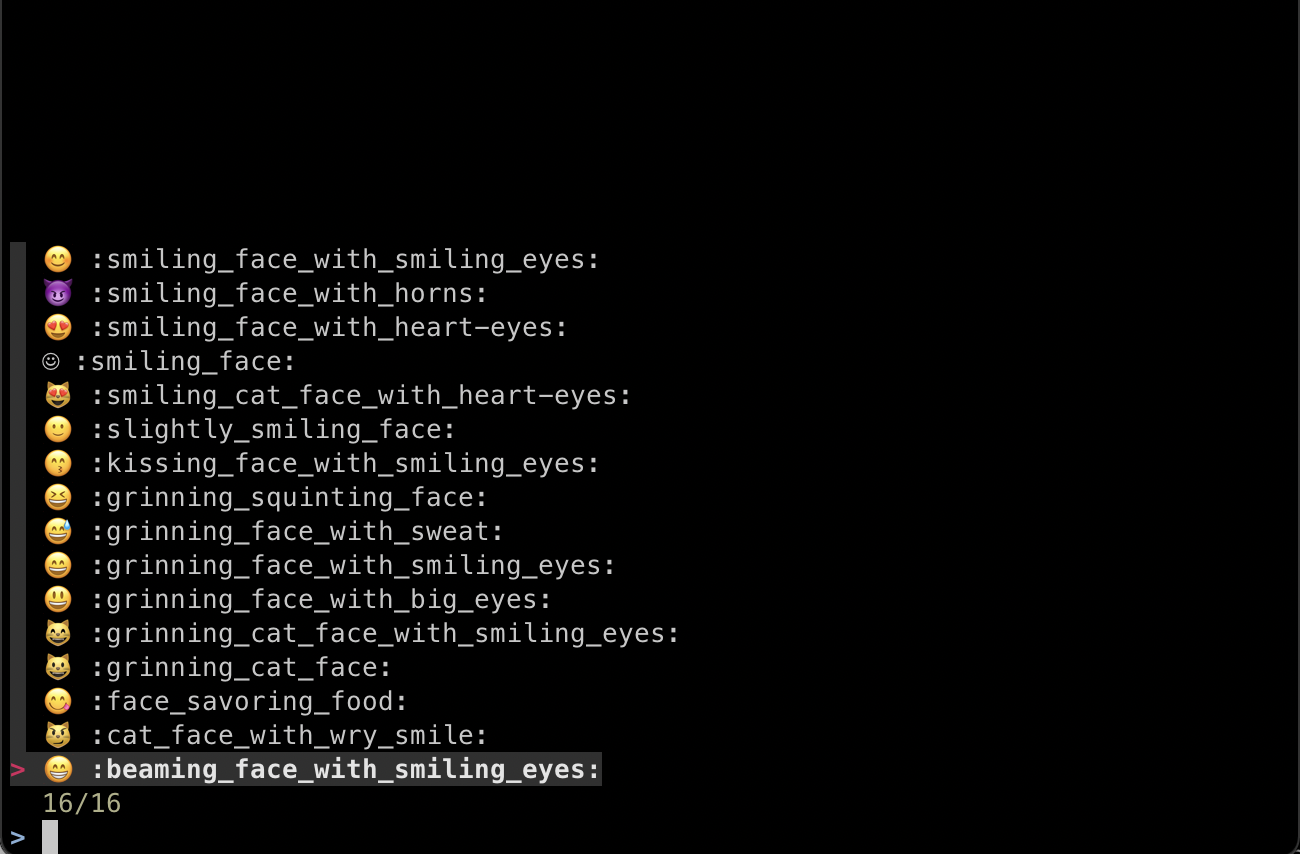 😊 :smiling_face_with_smiling_eyes:
😈 :smiling_face_with_horns:
😍 :smiling_face_with_heart-eyes:
☺ :smiling_face:
😻 :smiling_cat_face_with_heart-eyes:
🙂 :slightly_smiling_face:
😙 :kissing_face_with_smiling_eyes:
😆 :grinning_squinting_face:
😅 :grinning_face_with_sweat:
😄 :grinning_face_with_smiling_eyes:
😃 :grinning_face_with_big_eyes:
😸 :grinning_cat_face_with_smiling_eyes:
😺 :grinning_cat_face:
😋 :face_savoring_food:
😼 :cat_face_with_wry_smile:
> 😁 :beaming_face_with_smiling_eyes:
16/16
>